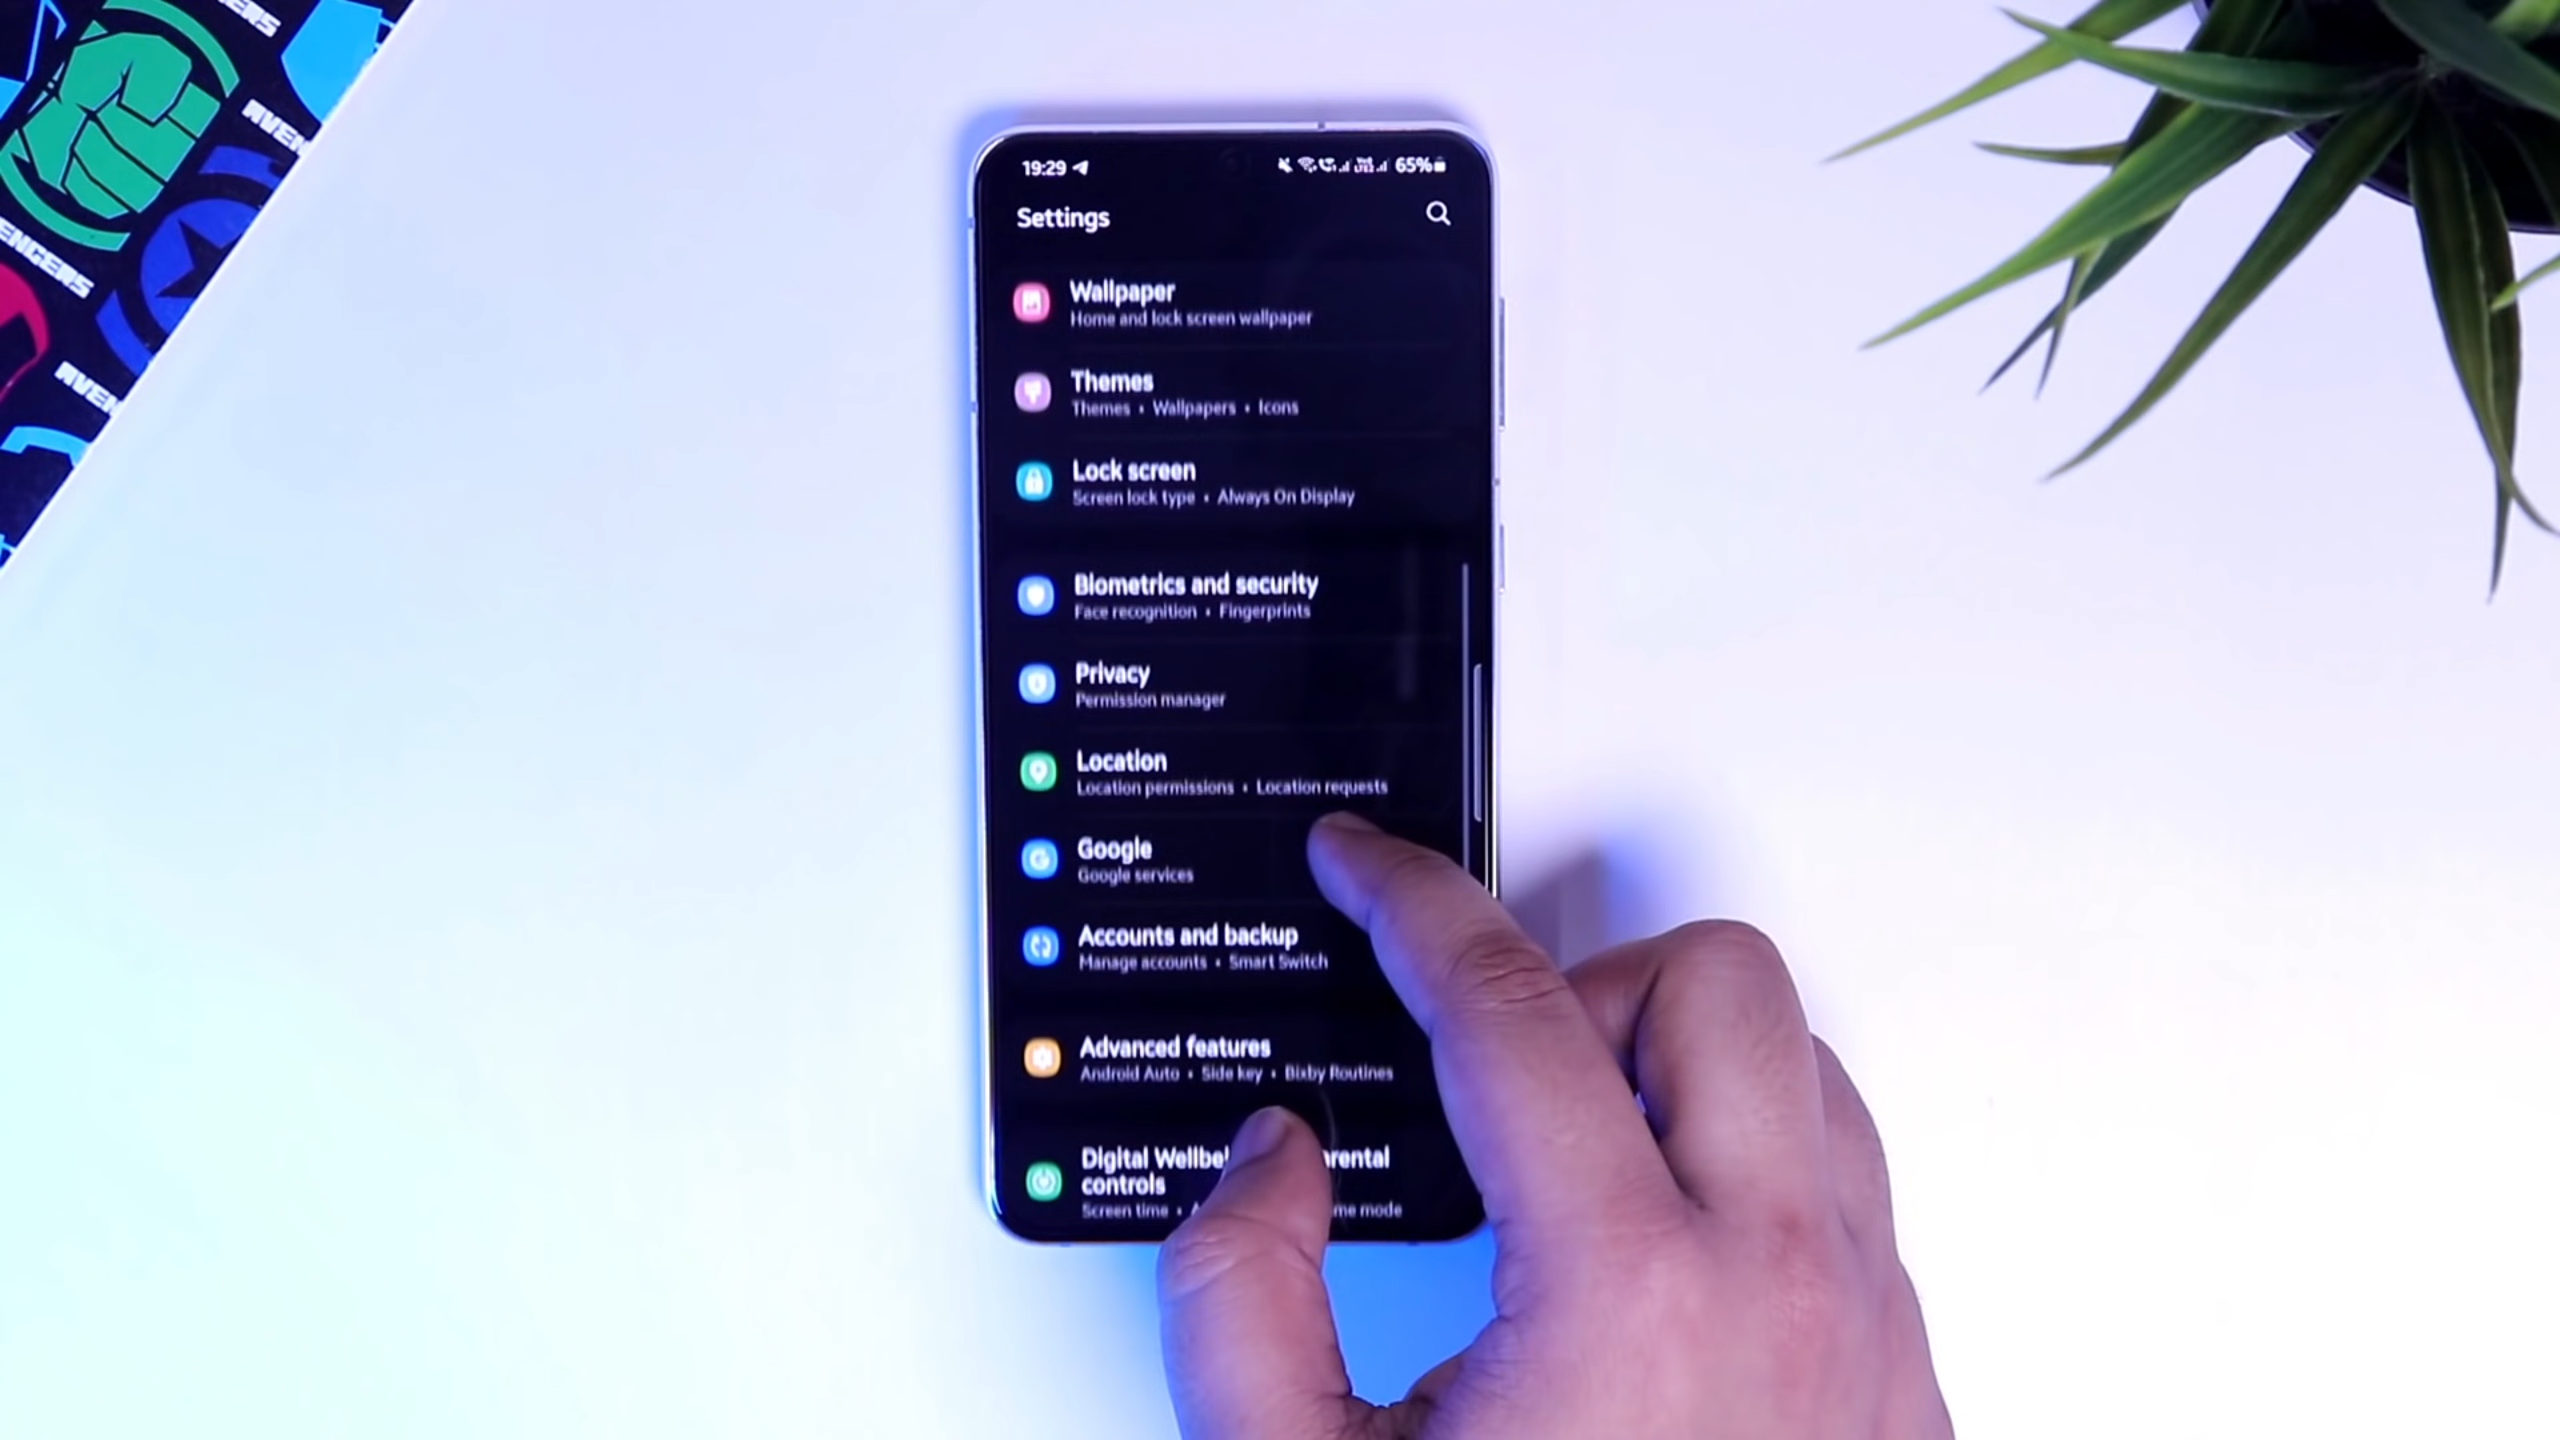 19:29
65%
Settings
Wallpaper
Home and lock screen wallpaper
Themes
Themes • Wallpapers • Icons
Lock screen
Screen lock type • Always On Display
Biometrics and security
Face recognition • Fingerprints
Privacy
Permission manager
Location
Location permissions • Location requests
Google
Google services
Accounts and backup
Manage accounts • Smart Switch
Advanced features
Android Auto • Side key • Bixby Routines
Digital
controls
Screen time •
mode